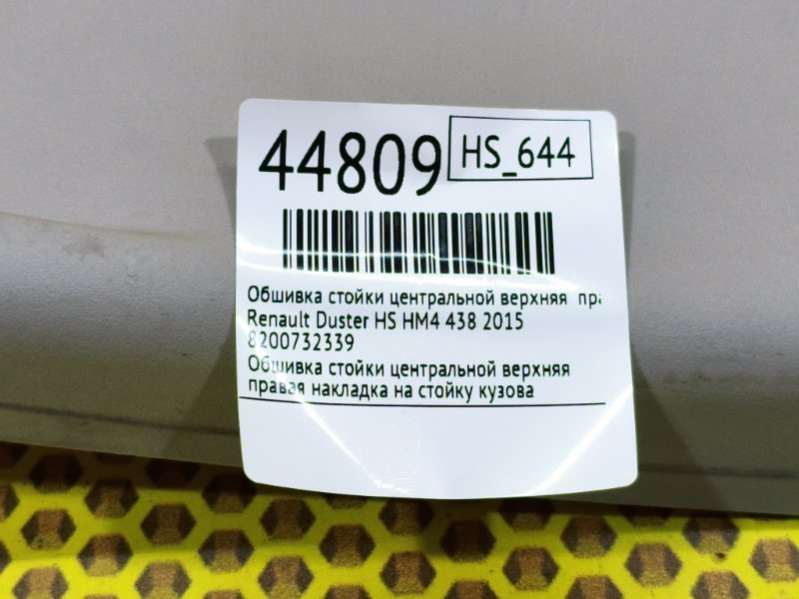 44809 HS_644
Обшивка стойки центральной верхняя пра
Renault Duster HS HM4 438 2015
8200732339
Обшивка стойки центральной верхняя
правая накладка на стойку кузова